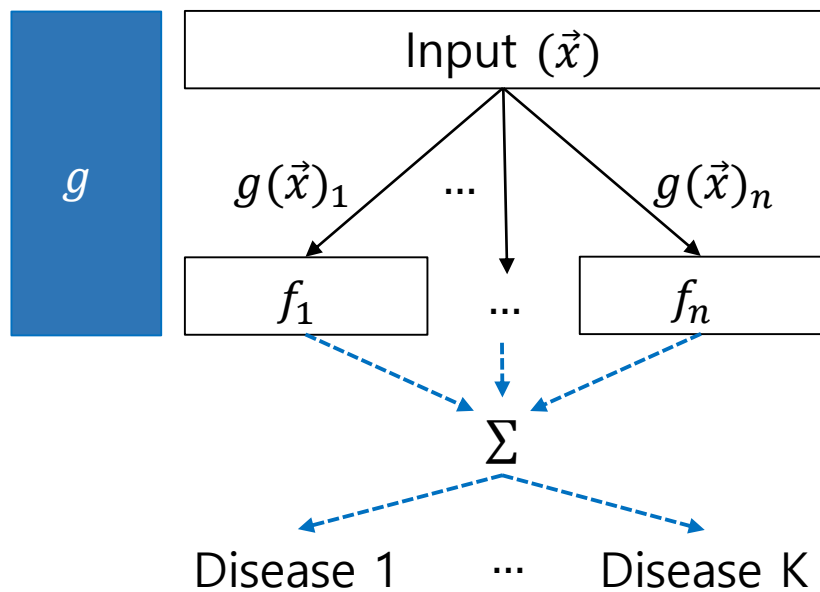 Input (x⃗)
g
g(x⃗)₁ ... g(x⃗)ₙ
f₁ ... fₙ
Σ
Disease 1 ... Disease K